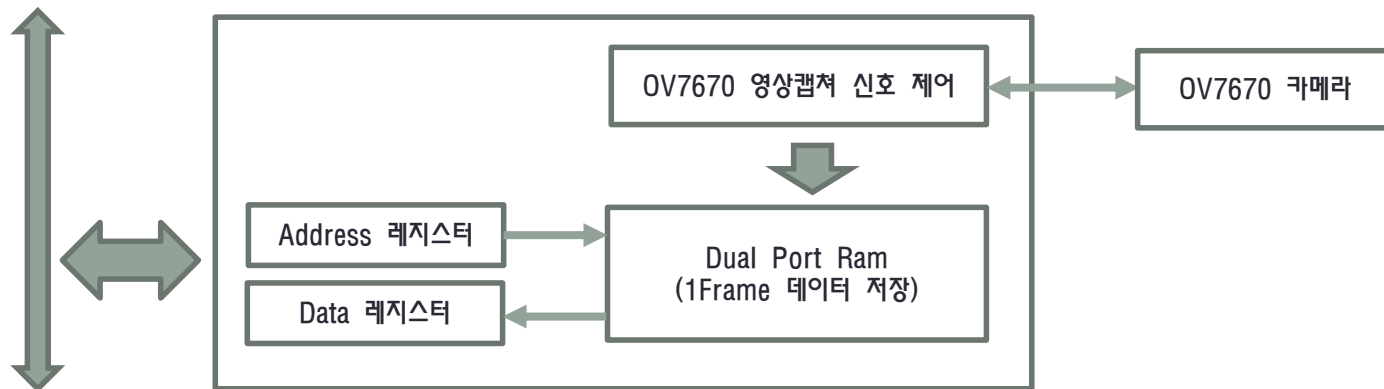 OV7670 영상캡쳐 신호 제어
OV7670 카메라
Address 레지스터
Dual Port Ram
(1Frame 데이터 저장)
Data 레지스터